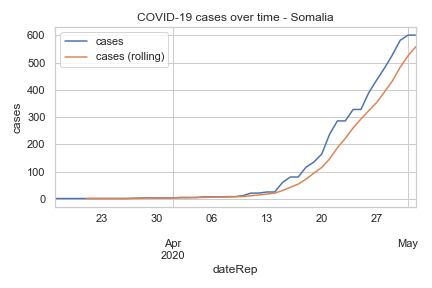 COVID-19 cases over time - Somalia
cases
cases (rolling)
600
500
400
300
200
100
0
cases
23
30
06
13
20
27
Apr
2020
May
dateRep